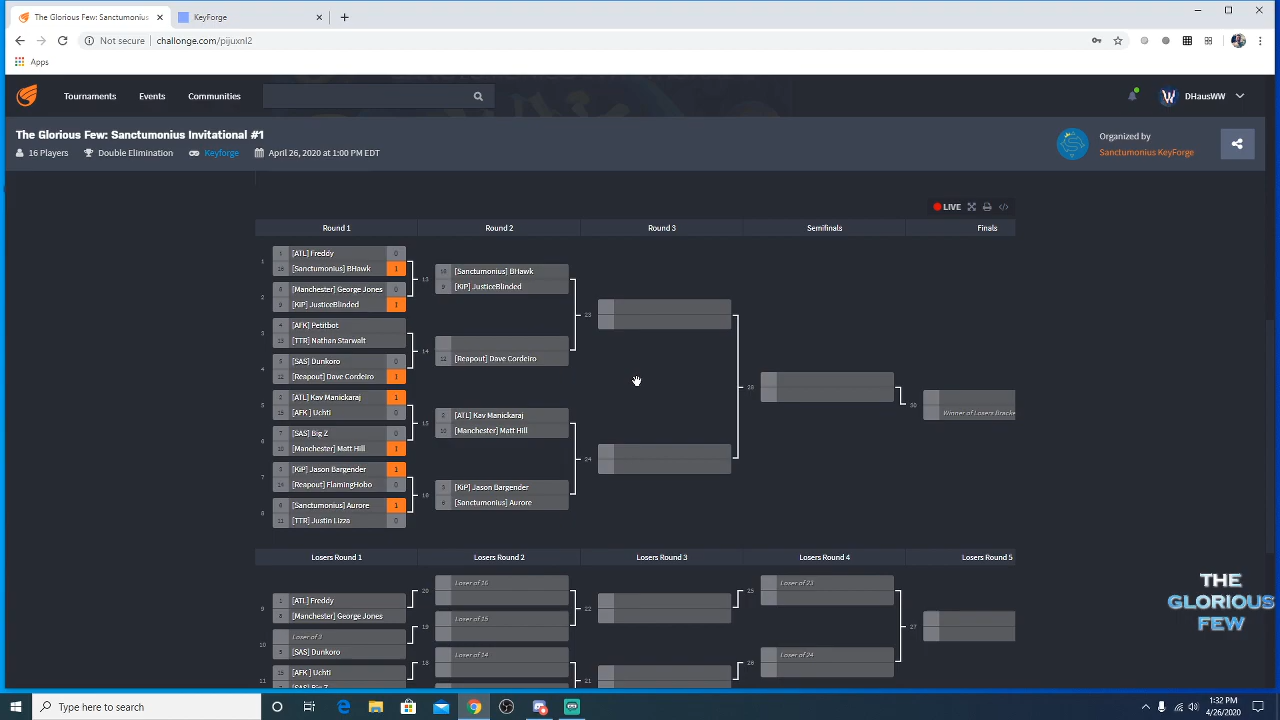 The Glorious Few: Sanctumonius
KeyForge
Not secure | challonge.com/pijuxnl2
Apps
Tournaments
Events
Communities
DHausWW
The Glorious Few: Sanctumonius Invitational #1
16 Players
Double Elimination
Keyforge
April 26, 2020 at 1:00 PM EDT
Organized by
Sanctumonius KeyForge
LIVE
Round 1
Round 2
Round 3
Semifinals
Finals
[ATL] Freddy 0
[Sanctumonius] BHawk 1
[Manchester] George Jones 0
[KiP] JusticeBlinded 1
[AFK] Petitbot
[TTR] Nathan Starwalt
[SAS] Dunkoro 0
[Reapout] Dave Cordeiro 1
[ATL] Kav Manickaraj 1
[AFK] Uchti 0
[SAS] Big Z 0
[Manchester] Matt Hill 1
[KiP] Jason Bargender 1
[Reapout] FlamingHobo 0
[Sanctumonius] Aurore 1
[TTR] Justin Lizza 0
[Sanctumonius] BHawk
[KiP] JusticeBlinded
[Reapout] Dave Cordeiro
[ATL] Kav Manickaraj
[Manchester] Matt Hill
[KiP] Jason Bargender
[Sanctumonius] Aurore
Winner of Losers Bracke
Losers Round 1
Losers Round 2
Losers Round 3
Losers Round 4
Losers Round 5
[ATL] Freddy
[Manchester] George Jones
Loser of 3
[SAS] Dunkoro
[AFK] Uchti
Loser of 16
Loser of 15
Loser of 14
Loser of 23
Loser of 24
THE
GLORIOUS
FEW
Type here to search
1:32 PM
4/26/2020